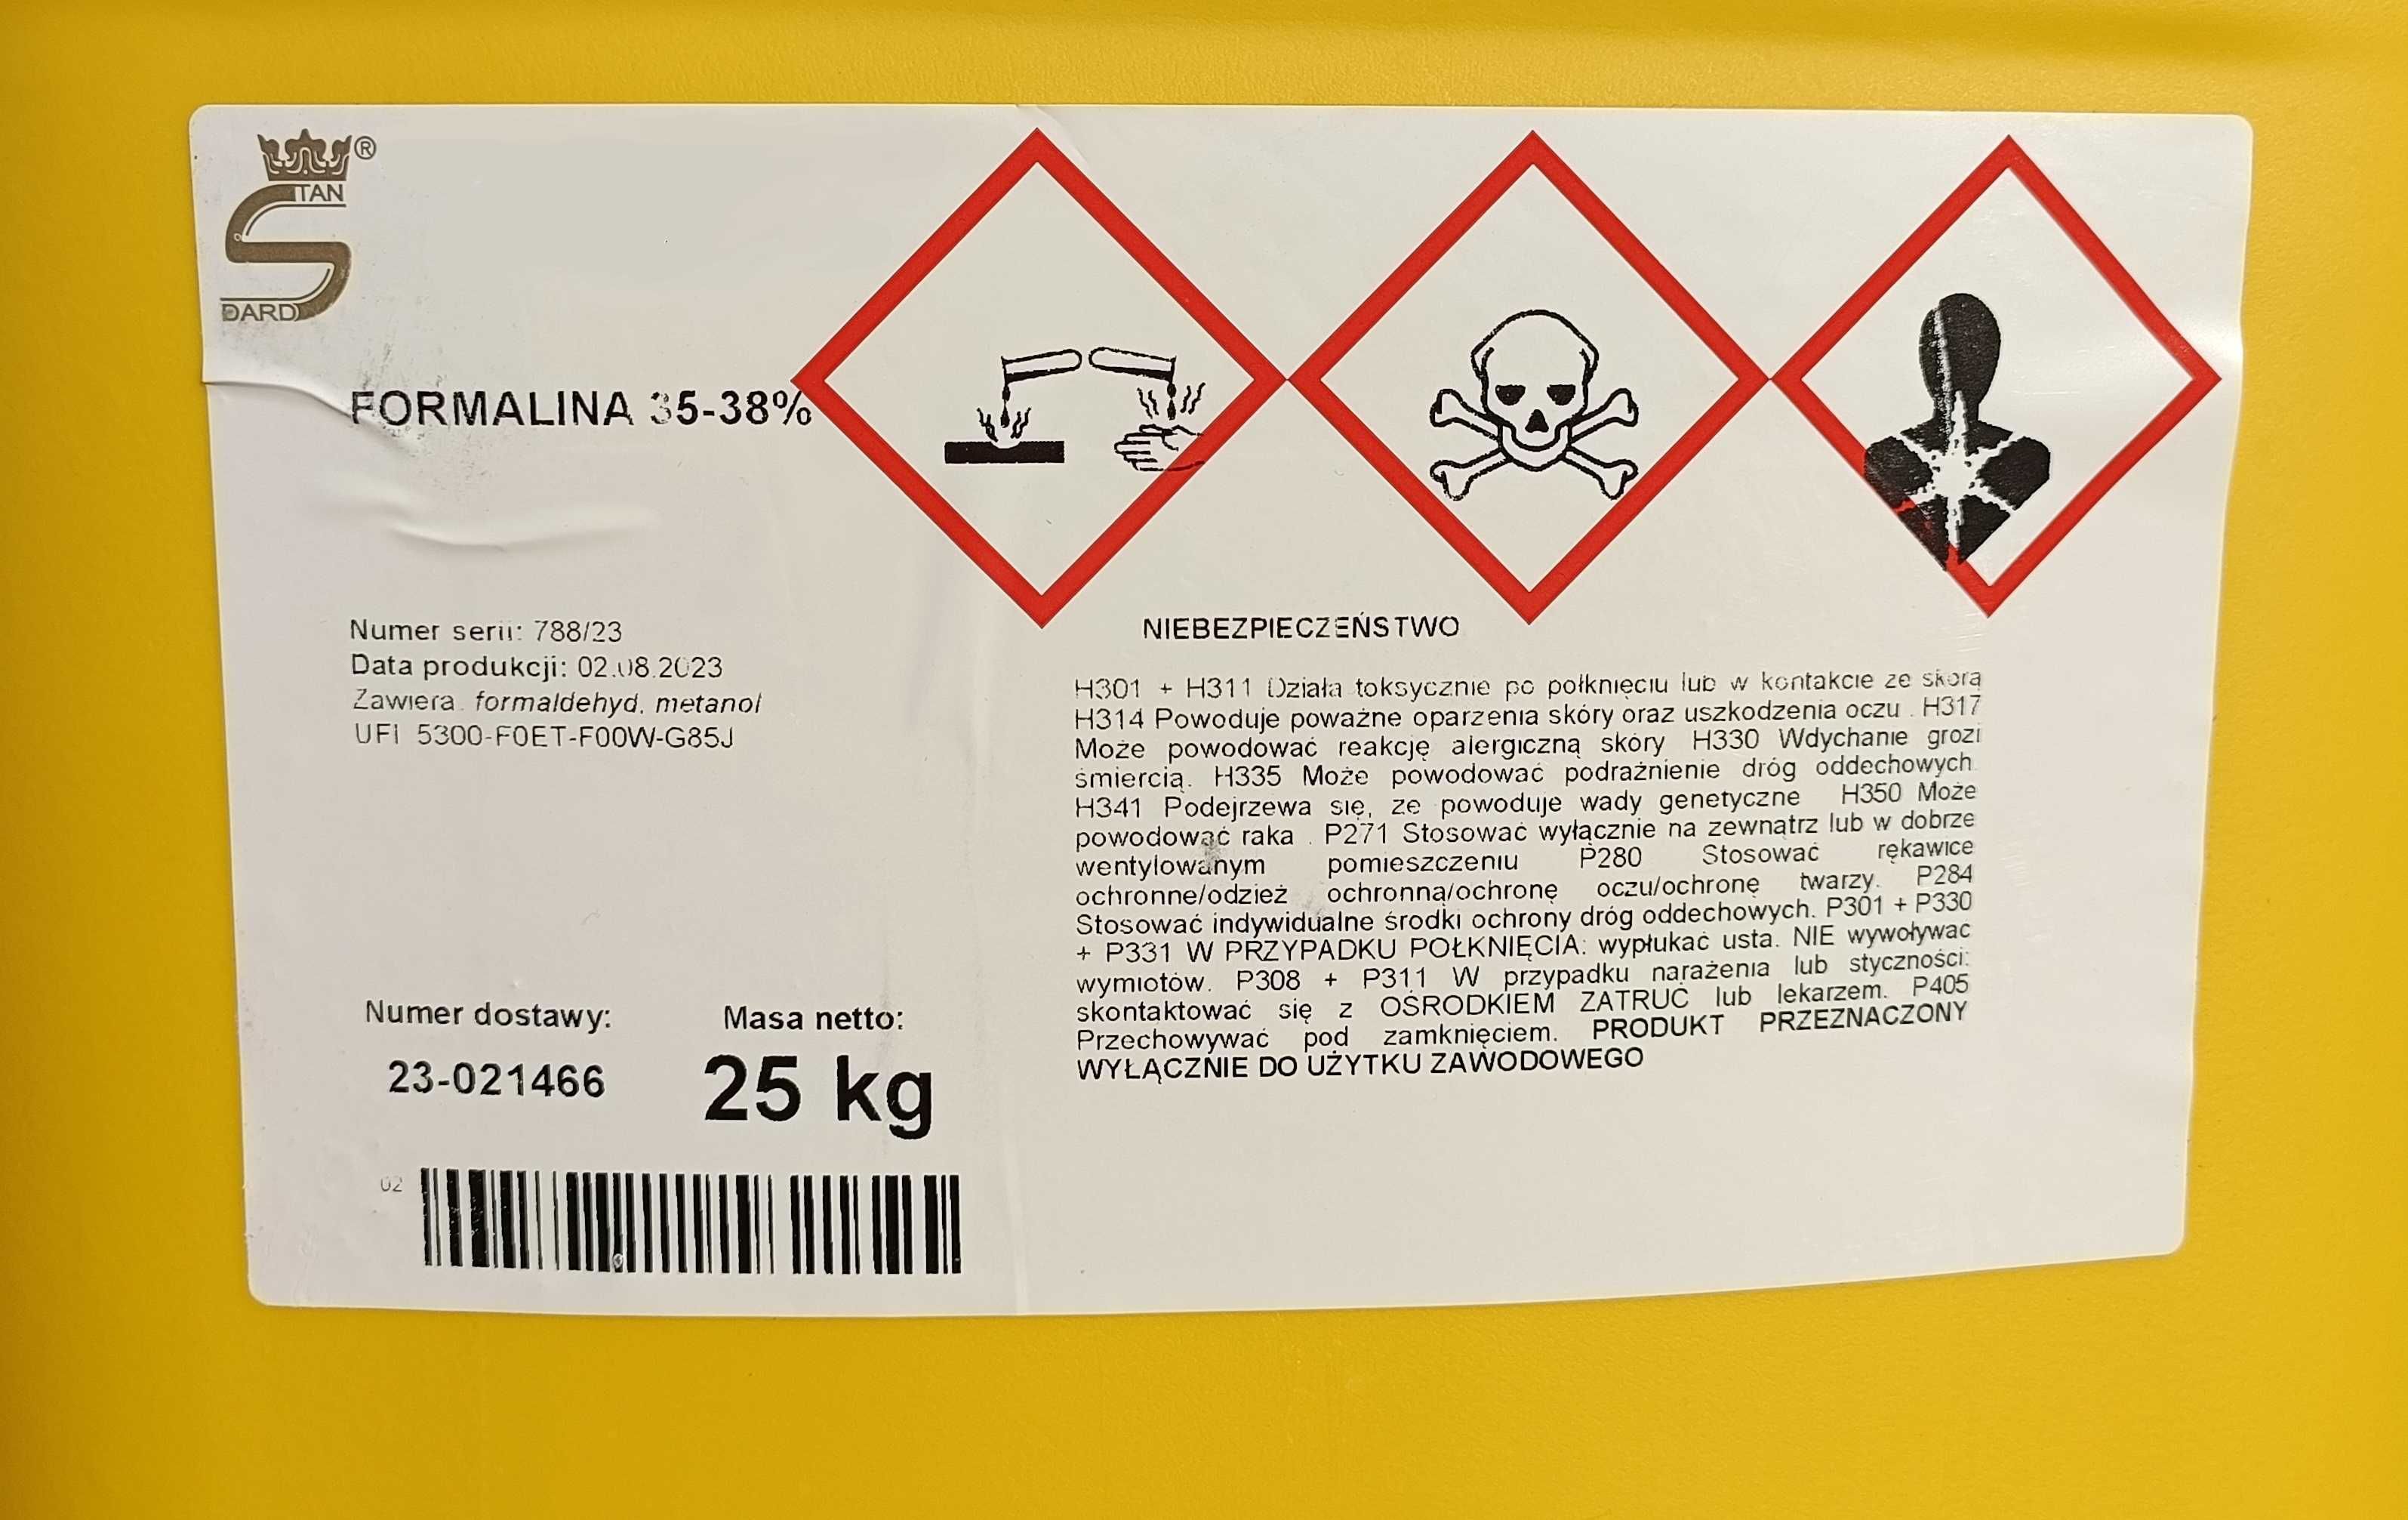 ®
STAN
DARD
FORMALINA 35-38%
Numer serii: 788/23
Data produkcji: 02.08.2023
Zawiera formaldehyd, metanol
UFI 5300-F0ET-F00W-G85J
Numer dostawy:
23-021466
Masa netto:
25 kg
02
NIEBEZPIECZEŃSTWO
H301 + H311 Działa toksycznie po połknięciu lub w kontakcie ze skórą
H314 Powoduje poważne oparzenia skóry oraz uszkodzenia oczu . H317
Może powodować reakcję alergiczną skóry H330 Wdychanie grozi
śmiercią. H335 Może powodować podrażnienie dróg oddechowych
H341 Podejrzewa się, że powoduje wady genetyczne H350 Może
powodować raka . P271 Stosować wyłącznie na zewnątrz lub w dobrze
wentylowanym pomieszczeniu P280 Stosować rękawice
ochronne/odzież ochronną/ochronę oczu/ochronę twarzy. P284
Stosować indywidualne środki ochrony dróg oddechowych. P301 + P330
+ P331 W PRZYPADKU POŁKNIĘCIA: wypłukać usta. NIE wywoływać
wymiotów. P308 + P311 W przypadku narażenia lub styczności:
skontaktować się z OŚRODKIEM ZATRUĆ lub lekarzem. P405
Przechowywać pod zamknięciem. PRODUKT PRZEZNACZONY
WYŁĄCZNIE DO UŻYTKU ZAWODOWEGO